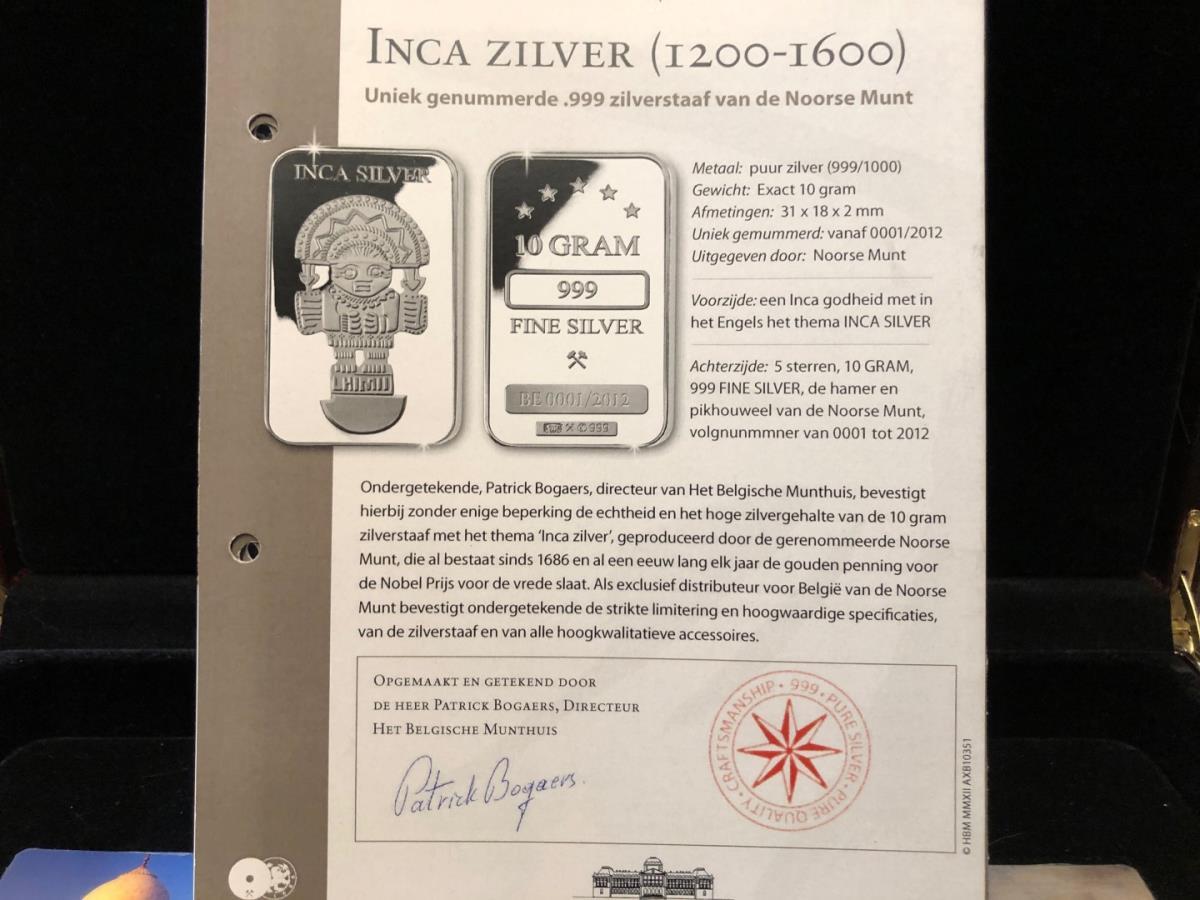 INCA ZILVER (1200-1600)
Uniek genummerde .999 zilverstaaf van de Noorse Munt
INCA SILVER
LHIMU
10 GRAM
999
FINE SILVER
BE 0001/2012
999
Metaal: puur zilver (999/1000)
Gewicht: Exact 10 gram
Afmetingen: 31 x 18 x 2 mm
Uniek gemummerd: vanaf 0001/2012
Uitgegeven door: Noorse Munt
Voorzijde: een Inca godheid met in
het Engels het thema INCA SILVER
Achterzijde: 5 sterren, 10 GRAM,
999 FINE SILVER, de hamer en
pikhouweel van de Noorse Munt,
volgnunmmner van 0001 tot 2012
Ondergetekende, Patrick Bogaers, directeur van Het Belgische Munthuis, bevestigt
hierbij zonder enige beperking de echtheid en het hoge zilvergehalte van de 10 gram
zilverstaaf met het thema ‘Inca zilver’, geproduceerd door de gerenommeerde Noorse
Munt, die al bestaat sinds 1686 en al een eeuw lang elk jaar de gouden penning voor
de Nobel Prijs voor de vrede slaat. Als exclusief distributeur voor België van de Noorse
Munt bevestigt ondergetekende de strikte limitering en hoogwaardige specificaties,
van de zilverstaaf en van alle hoogkwalitatieve accessoires.
OPGEMAAKT EN GETEKEND DOOR
DE HEER PATRICK BOGAERS, DIRECTEUR
HET BELGISCHE MUNTHUIS
Patrick Bogaers.
CRAFTSMANSHIP · 999 · PURE SILVER · PURE QUALITY ·
© HBM MMXII AXB10351